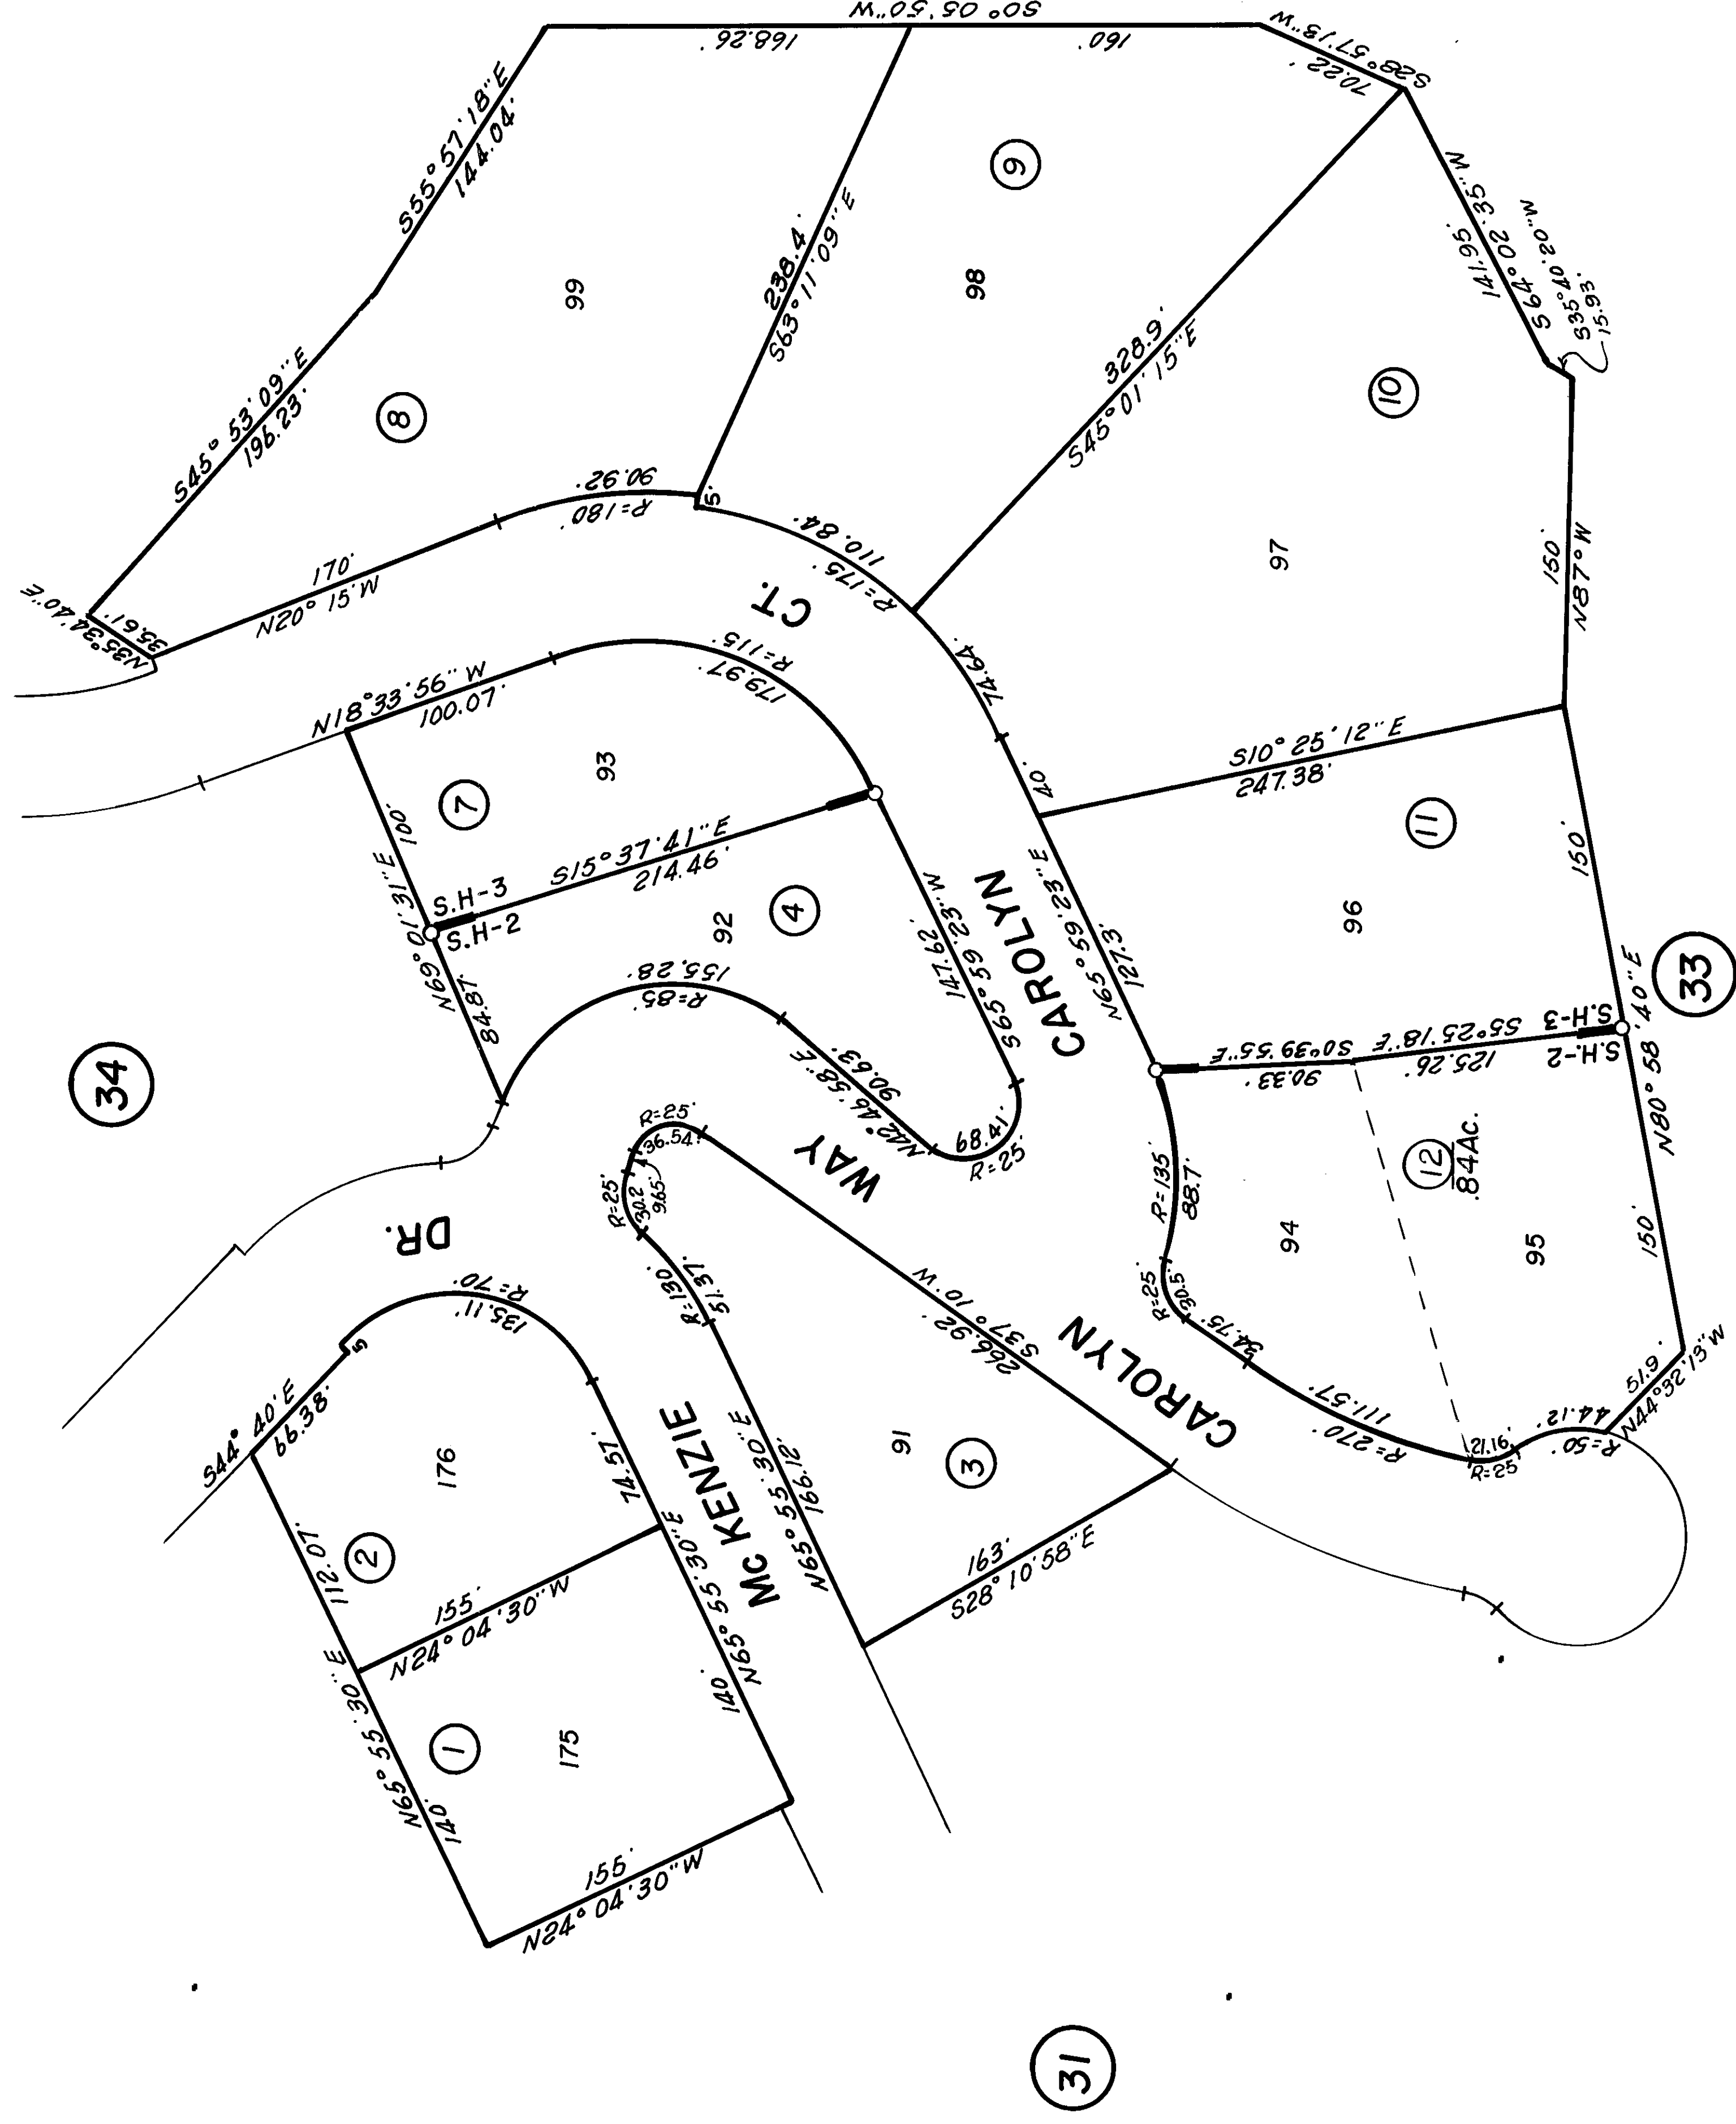 S0° 05' 50" W
168.26'
160'
S28° 57' 13" W
70.22'
S55° 57' 18" E
144.04'
99
9
98
238.4'
S63° 11' 09" E
S64° 02' 35" W
141.95'
S35° 40' 20" W
15.93'
S45° 53' 09" E
196.23'
8
10
328.9'
S45° 01' 15" E
90.92'
R=180'
5'
N35° 34' 40" E
35.61'
170'
N20° 15' W
97
150'
N87° W
R=175'
110.84'
CT.
R=115'
179.97'
74.64'
N18° 33' 56" W
100.07'
93
7
40'
S10° 52' 21" E
247.38'
100'
N69° 01' 31" E
84.87'
S15° 37' 41" E
214.46'
S.H-3
S.H-2
92
4
147.62'
S65° 59' 23" W
CAROLYN
N65° 59' 23" E
127.3'
11
96
150'
33
34
R=85'
155.28'
N42° 46' 58" E
90.63'
68.41'
R=25'
WAY
R=25'
36.54'
R=25'
30.2'
9.65'
S0° 39' 55" E
90.33'
S5° 25' 18" E
125.26'
S.H-3
S.H-2
N80° 58' 40" E
150'
12
.84Ac.
94
95
R=135'
88.7'
R=25'
30.5'
34.75'
DR.
R=70'
135.11'
5'
R=130'
51.37'
266.92'
S37° 10' W
CAROLYN
111.57'
R=270'
21.16'
R=25'
44.12'
R=50'
51.9'
N44° 32' 13" W
S44° 40' E
66.38'
176
2
112.07'
74.57'
MCKENZIE
N65° 55' 30" E
166.12'
91
3
163'
S28° 10' 58" E
155'
N24° 04' 30" W
N65° 55' 30" E
140'
N65° 55' 30" E
140'
1
175
155'
N24° 04' 30" W
31